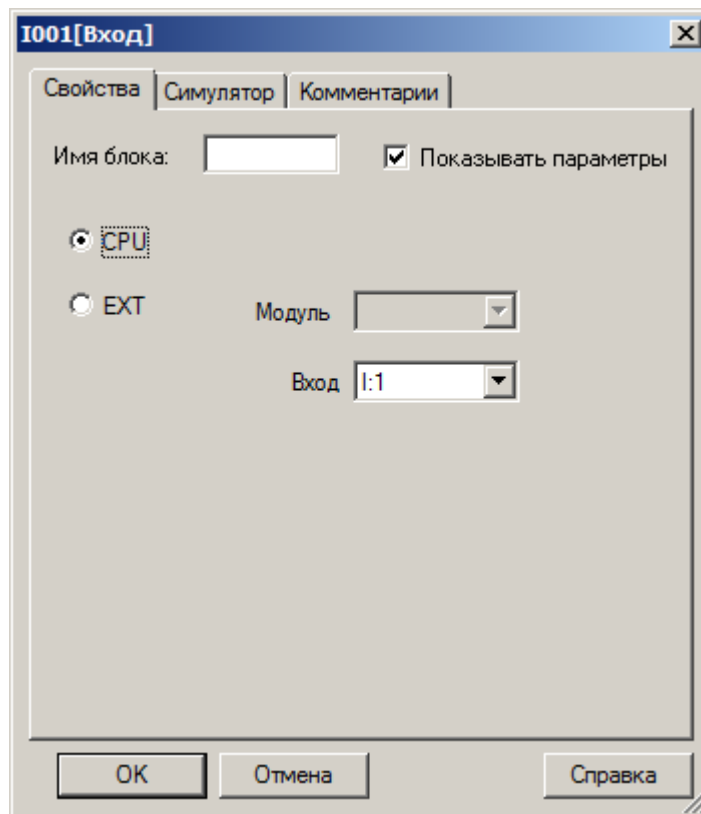 I001[Вход]
Свойства Симулятор Комментарии
Имя блока: Показывать параметры
CPU
EXT Модуль
Вход I:1
OK Отмена Справка